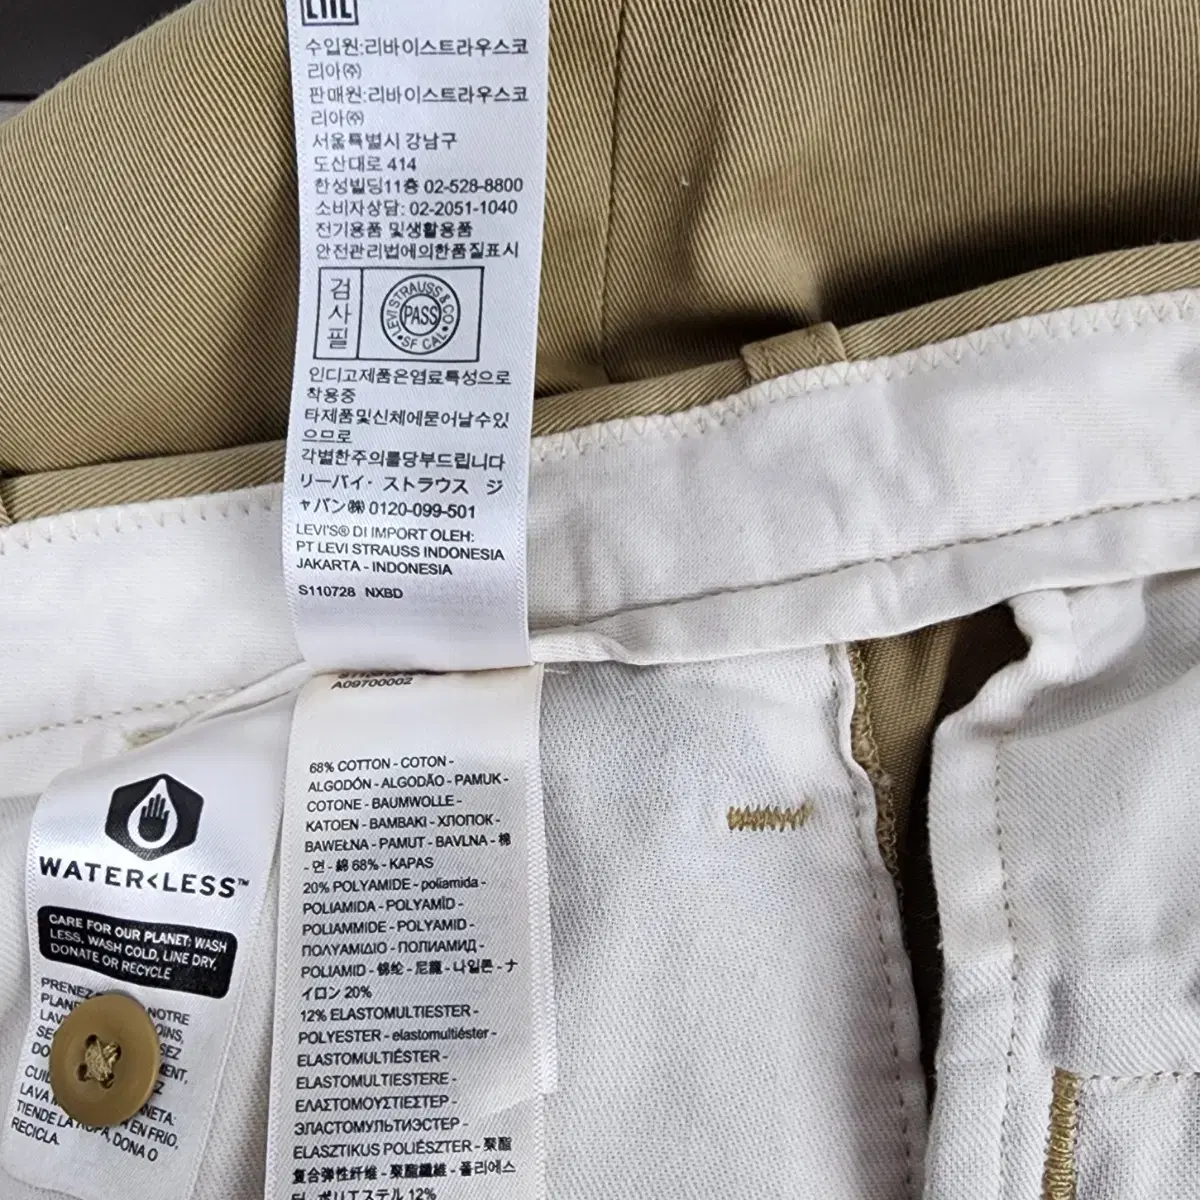 EAC
수입원:리바이스트라우스코
리아㈜
판매원:리바이스트라우스코
리아㈜
서울특별시 강남구
도산대로 414
한성빌딩11층 02-528-8800
소비자상담: 02-2051-1040
전기용품 및생활용품
안전관리법에의한품질표시
검
사
필
LEVI STRAUSS & CO
PASS
SF CAL
인디고제품은염료특성으로
착용중
타제품및신체에묻어날수있
으므로
각별한주의를당부드립니다
リーバイ・ストラウス ジ
ャパン㈱ 0120-099-501
LEVI'S® DI IMPORT OLEH:
PT LEVI STRAUSS INDONESIA
JAKARTA - INDONESIA
S110728 NXBD
A09700002
68% COTTON - COTON -
ALGODÓN - ALGODÃO - PAMUK -
COTONE - BAUMWOLLE -
KATOEN - BAMBAKI - ХЛОПОК -
BAWEŁNA - PAMUT - BAVLNA - 棉
- 면 - 綿 68% - KAPAS
20% POLYAMIDE - poliamida -
POLIAMIDA - POLYAMİD -
POLIAMMIDE - POLYAMID -
ΠΟΛΥΑΜΙΔΙΟ - ПОЛИАМИД -
POLIAMID - 锦纶 - 尼龍 - 나일론 - ナ
イロン 20%
12% ELASTOMULTIESTER -
POLYESTER - elastomultiéster -
ELASTOMULTIÉSTER -
ELASTOMULTIESTERE -
ΕΛΑΣΤΟΜΟΥΣΤΙΕΣΤΕΡ -
ЭЛАСТОМУЛЬТИЭСТЕР -
ELASZTIKUS POLIÉSZTER - 聚酯
复合弹性纤维 - 聚酯纖維 - 폴리에스
터 - ポリエステル 12%
WATER<LESS™
CARE FOR OUR PLANET: WASH
LESS, WASH COLD, LINE DRY,
DONATE OR RECYCLE
PRENEZ NOTRE
EN FRIO,
TIENDE LA DONA O
RECICLA.